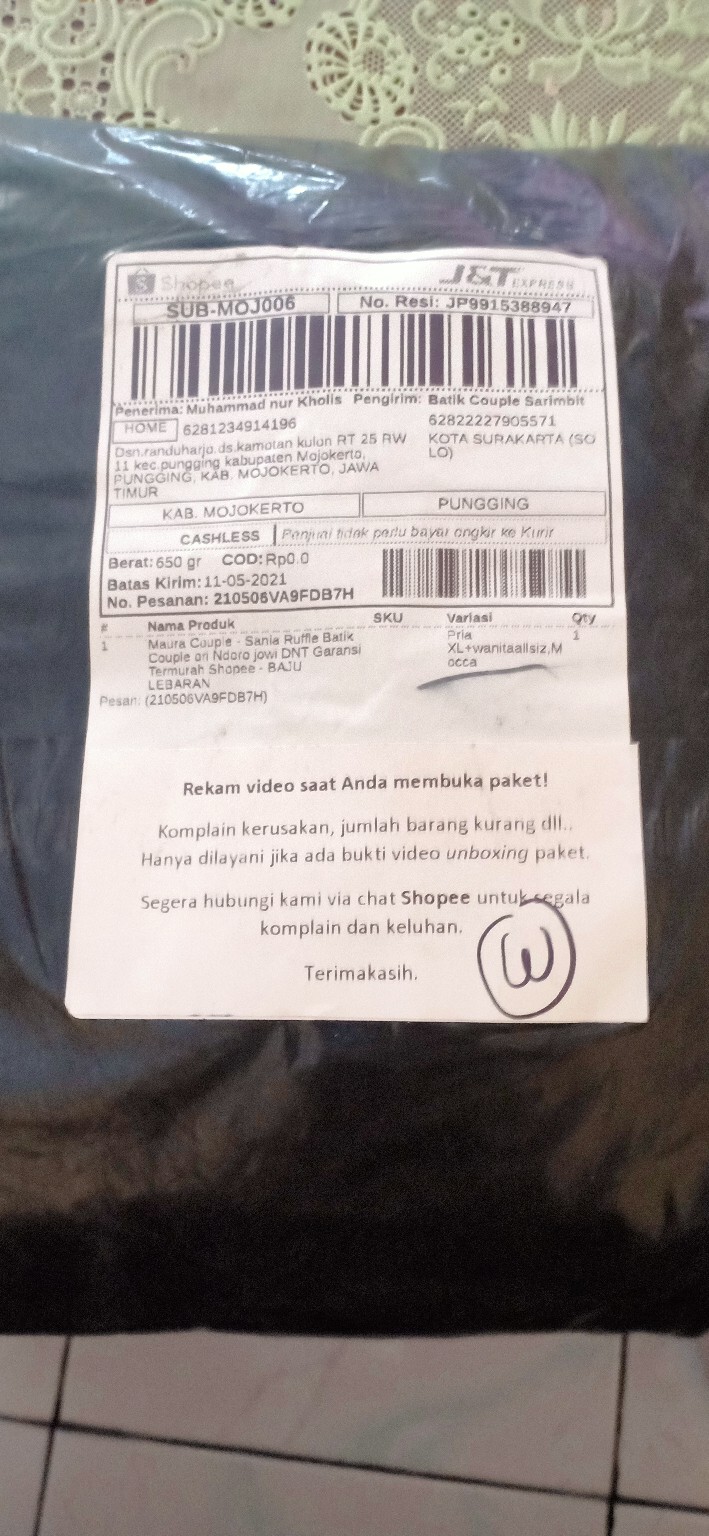 Shopee J&T EXPRESS
SUB-MOJ006 No. Resi: JP9915388947
Penerima: Muhammad nur Kholis Pengirim: Batik Couple Sarimbit
HOME 6281234914196 62822227905571
Dsn.randuharjo.ds.kamotan kulon RT 25 RW KOTA SURAKARTA (SO
11 kec.pungging kabupaten Mojokerto, LO)
PUNGGING, KAB. MOJOKERTO, JAWA
TIMUR
KAB. MOJOKERTO PUNGGING
CASHLESS Penjual tidak perlu bayar ongkir ke Kurir
Berat: 650 gr COD: Rp0.0
Batas Kirim: 11-05-2021
No. Pesanan: 210506VA9FDB7H
# Nama Produk SKU Variasi Qty
1 Maura Couple - Sania Ruffle Batik Pria 1
Couple ori Ndoro jowi DNT Garansi XL+wanitaallsiz,M
Termurah Shopee - BAJU occa
LEBARAN
Pesan: (210506VA9FDB7H)
Rekam video saat Anda membuka paket!
Komplain kerusakan, jumlah barang kurang dll..
Hanya dilayani jika ada bukti video unboxing paket.
Segera hubungi kami via chat Shopee untuk segala
komplain dan keluhan.
Terimakasih.
W